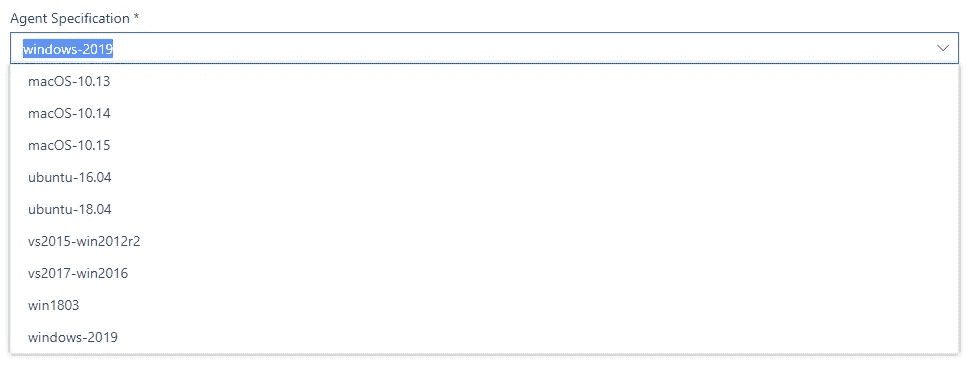 Agent Specification *
windows-2019
macOS-10.13
macOS-10.14
macOS-10.15
ubuntu-16.04
ubuntu-18.04
vs2015-win2012r2
vs2017-win2016
win1803
windows-2019